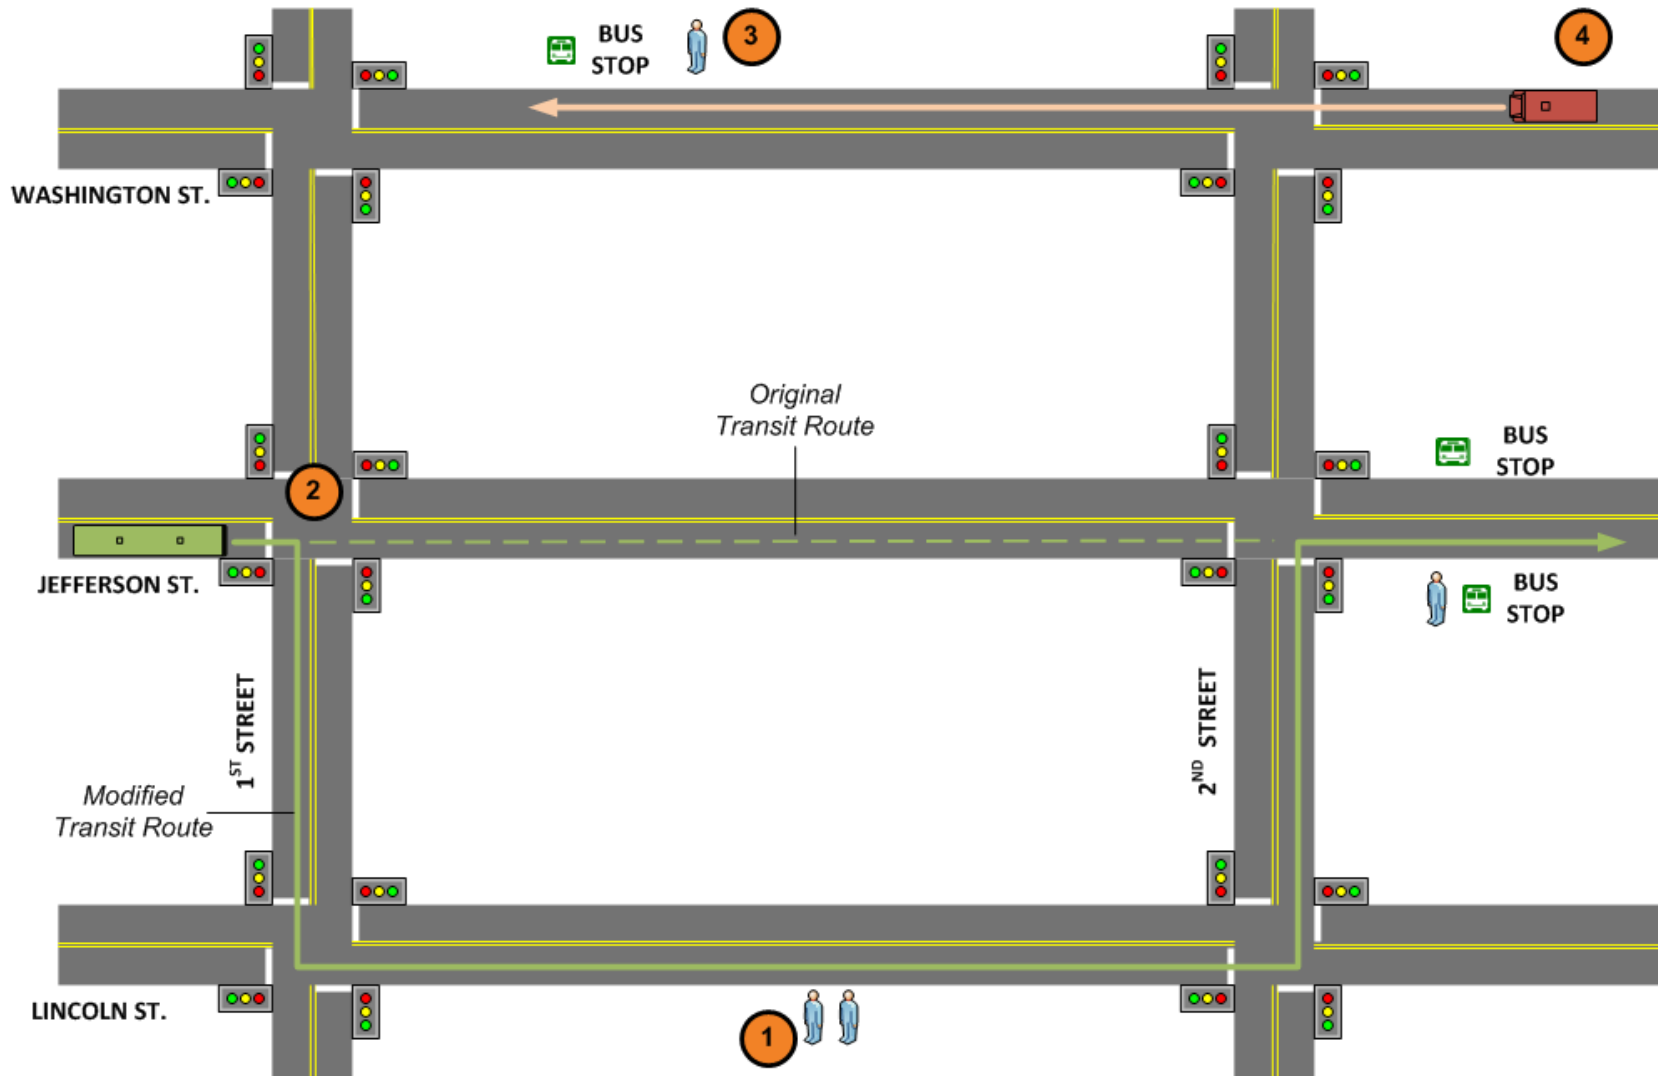 BUS
STOP
3
4
WASHINGTON ST.
Original
Transit Route
BUS
STOP
2
JEFFERSON ST.
BUS
STOP
1ST STREET
2ND STREET
Modified
Transit Route
LINCOLN ST.
1